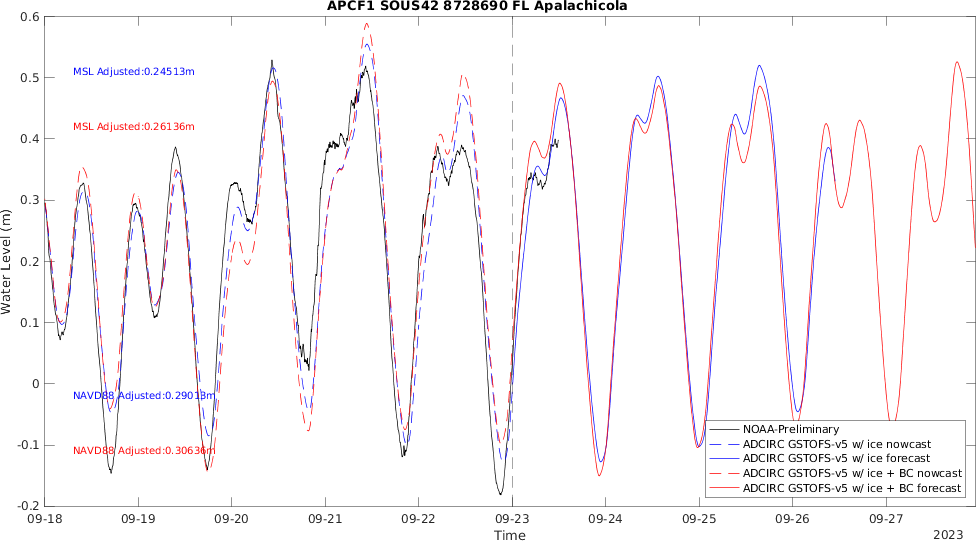 APCF1 SOUS42 8728690 FL Apalachicola
0.6
0.5
0.4
0.3
0.2
0.1
0
-0.1
-0.2
Water Level (m)
MSL Adjusted:0.24513m
MSL Adjusted:0.26136m
NAVD88 Adjusted:0.29013m
NAVD88 Adjusted:0.30636m
NOAA-Preliminary
ADCIRC GSTOFS-v5 w/ ice nowcast
ADCIRC GSTOFS-v5 w/ ice forecast
ADCIRC GSTOFS-v5 w/ ice + BC nowcast
ADCIRC GSTOFS-v5 w/ ice + BC forecast
09-18 09-19 09-20 09-21 09-22 09-23 09-24 09-25 09-26 09-27
Time
2023